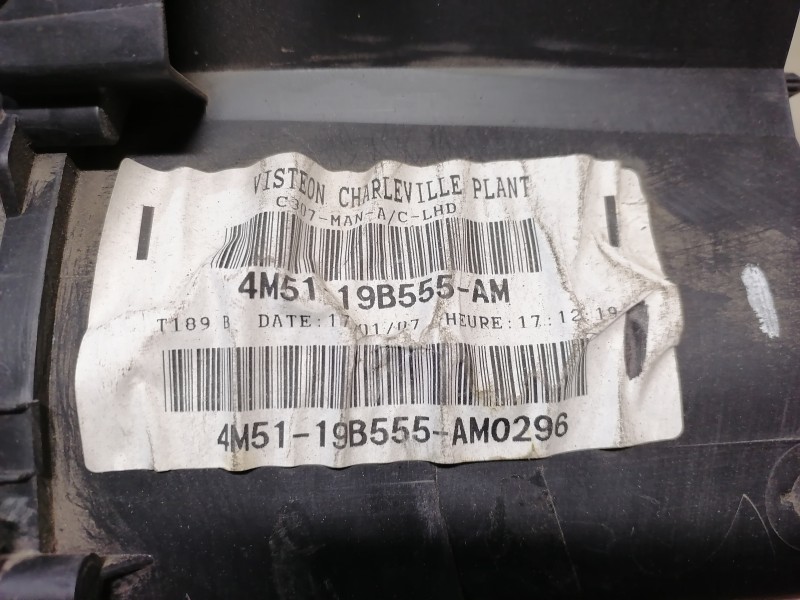 VISTEON CHARLEVILLE PLANT
C307-MAN-A/C-LHD
4M51 19B555-AM
T189 B DATE:17/01/07 HEURE:17:12:19
4M51-19B555-AM0296